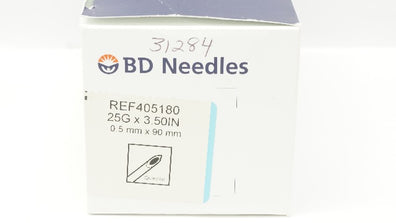 31284
BD Needles
REF405180
25G x 3.50IN
0.5 mm x 90 mm